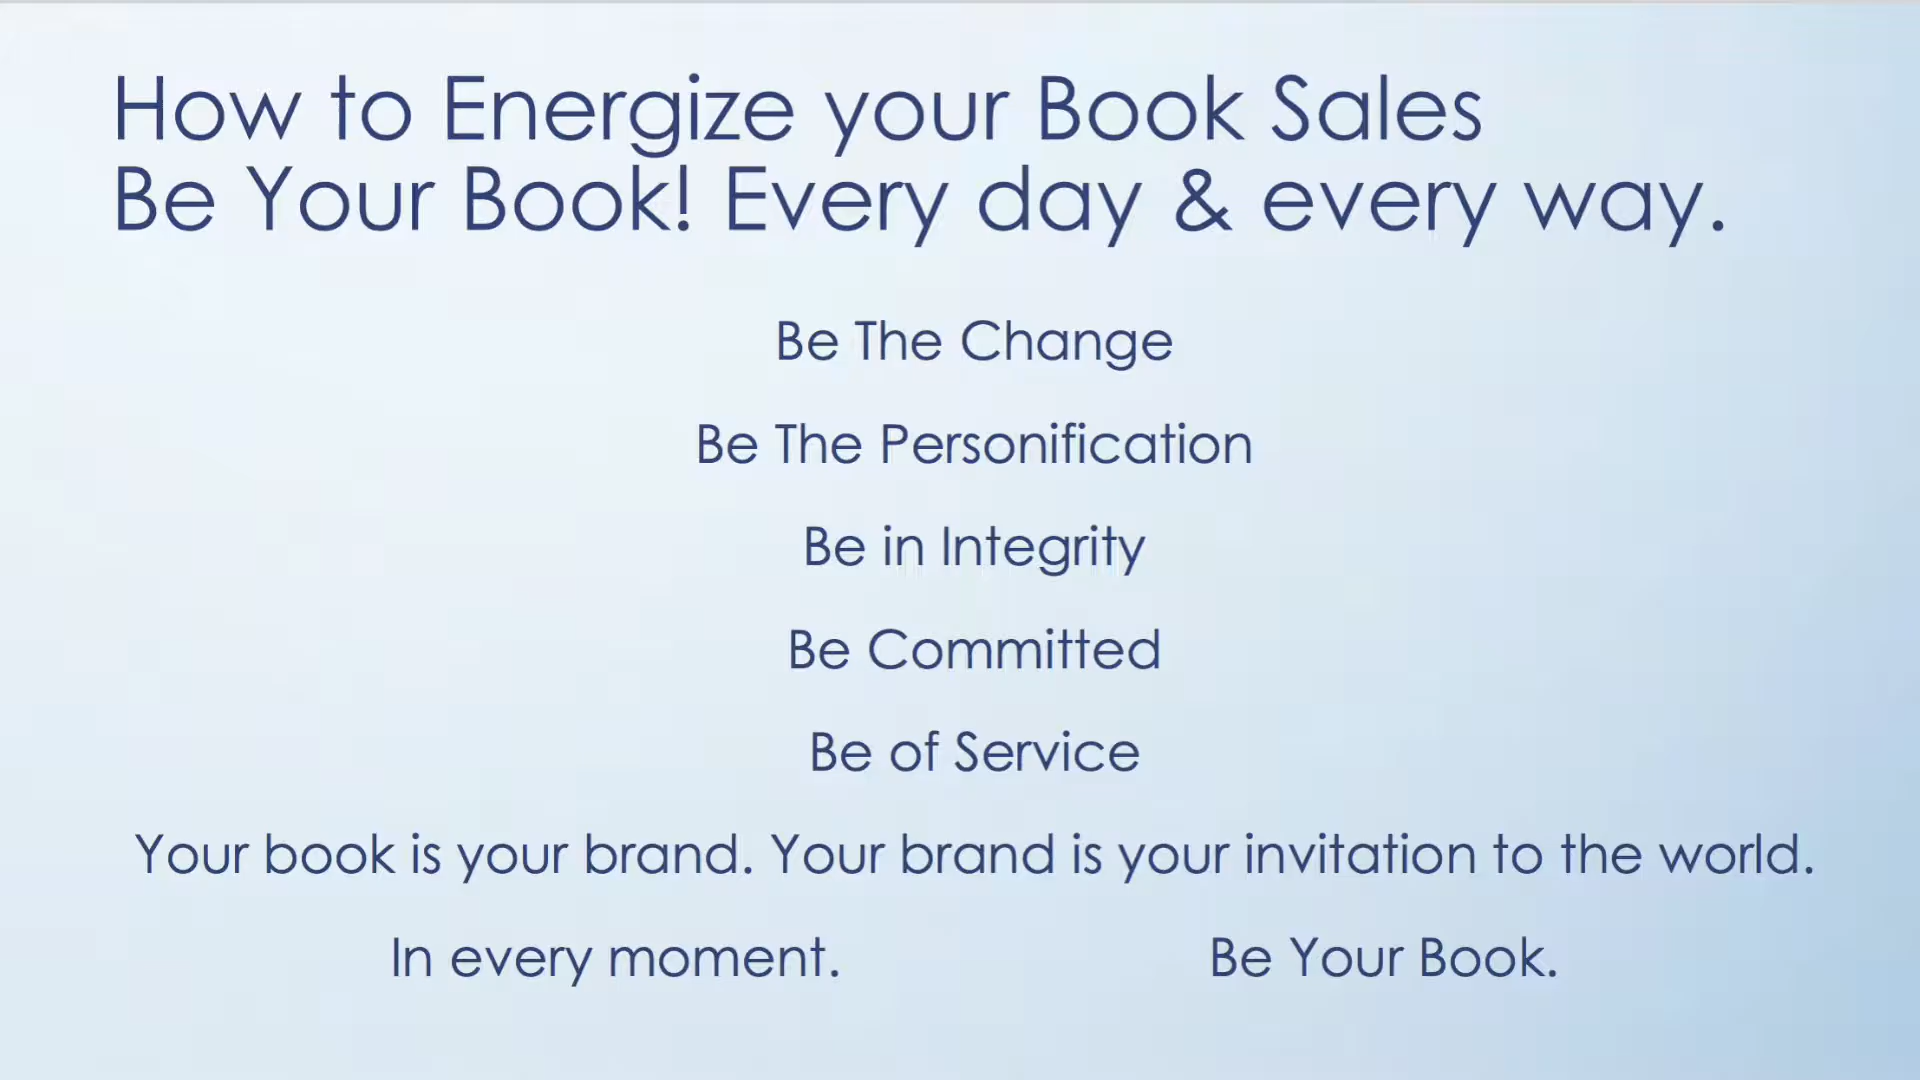 How to Energize your Book Sales
Be Your Book! Every day & every way.
Be The Change
Be The Personification
Be in Integrity
Be Committed
Be of Service
Your book is your brand. Your brand is your invitation to the world.
In every moment. Be Your Book.